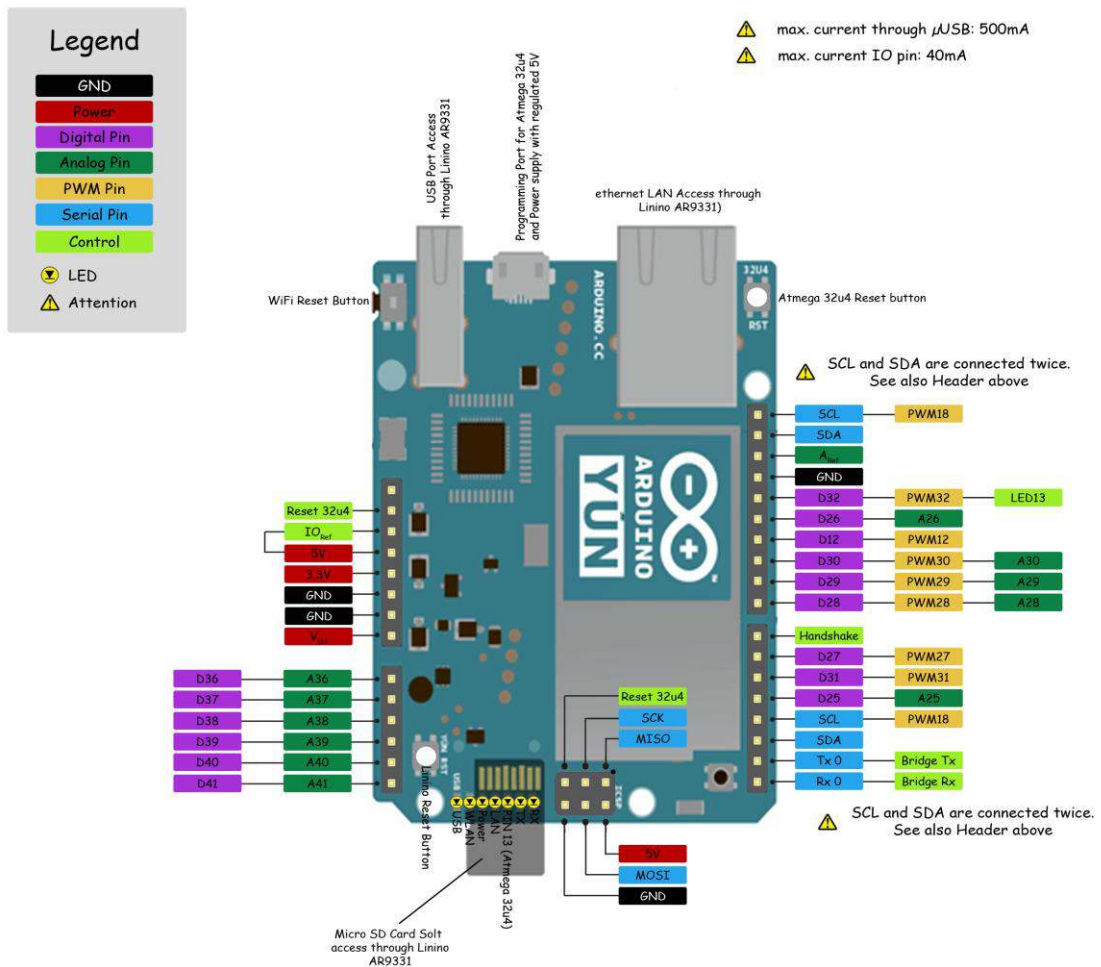 Legend
GND
Power
Digital Pin
Analog Pin
PWM Pin
Serial Pin
Control
LED
Attention
max. current through µUSB: 500mA
max. current IO pin: 40mA
USB Port Access
through Linino AR9331
Programming Port for Atmega 32u4
and Power supply with regulated 5V
ethernet LAN Access through
Linino AR9331)
WiFi Reset Button
ARDUINO.CC
32U4
RST
Atmega 32u4 Reset button
SCL and SDA are connected twice.
See also Header above
SCL PWM18
SDA
ARef
GND
D32 PWM32 LED13
D26 A26
D12 PWM12
D30 PWM30 A30
D29 PWM29 A29
D28 PWM28 A28
ARDUINO
YÚN
TM
Reset 32u4
IORef
5V
3.3V
GND
GND
Handshake
D27 PWM27
D31 PWM31
D25 A25
SCL PWM18
SDA
Tx 0 Bridge Tx
Rx 0 Bridge Rx
D36 A36
D37 A37
D38 A38
D39 A39
D40 A40
D41 A41
Reset 32u4
SCK
MISO
ICSP
RST
Linino Reset Button
USB
USB
WLAN
Power
LAN
PIN 13 (Atmega 32u4)
TX
RX
5V
MOSI
GND
SCL and SDA are connected twice.
See also Header above
Micro SD Card Solt
access through Linino
AR9331